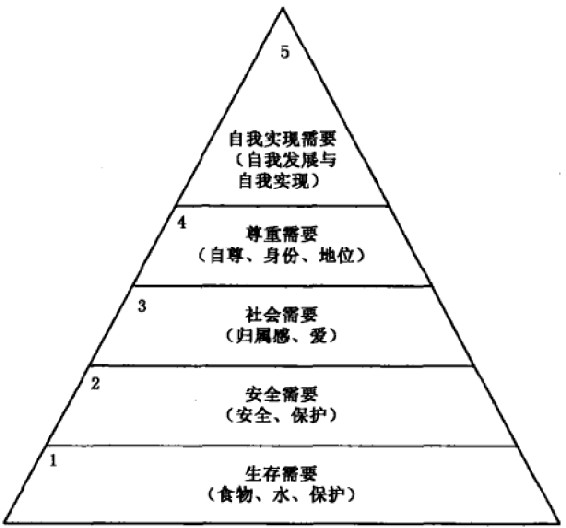 5
自我实现需要
(自我发展与
自我实现)
4
尊重需要
(自尊、身份、地位)
3
社会需要
(归属感、爱)
2
安全需要
(安全、保护)
1
生存需要
(食物、水、保护)